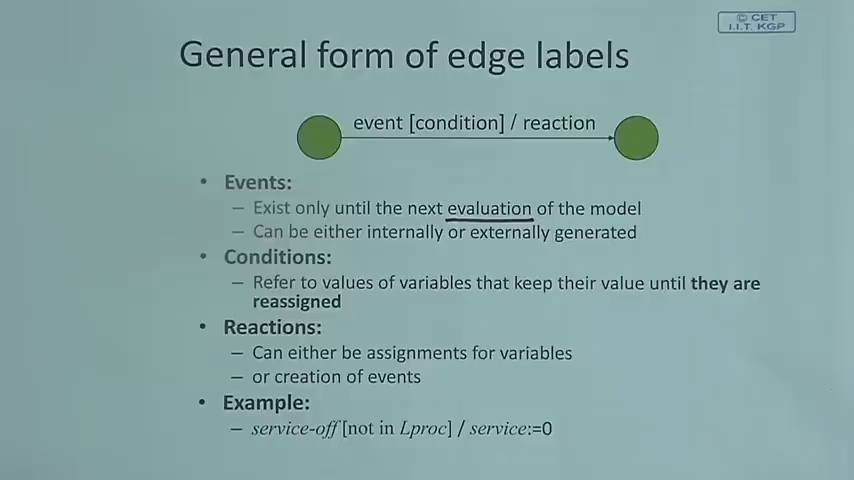 © CET
I.I.T. KGP
General form of edge labels
event [condition] / reaction
• Events:
– Exist only until the next evaluation of the model
– Can be either internally or externally generated
• Conditions:
– Refer to values of variables that keep their value until they are
reassigned
• Reactions:
– Can either be assignments for variables
– or creation of events
• Example:
– service-off [not in Lproc] / service:=0